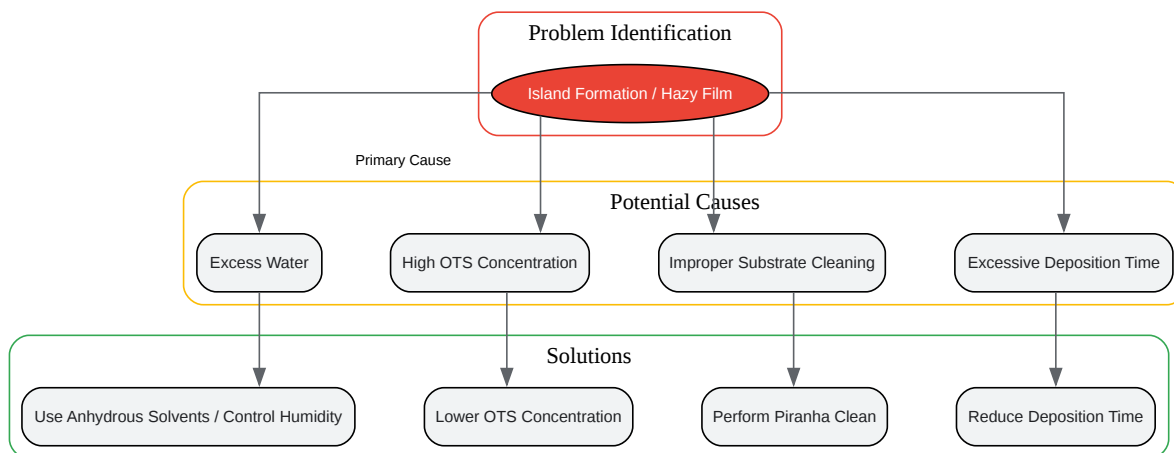 Problem Identification
Island Formation / Hazy Film
Primary Cause
Potential Causes
Excess Water
High OTS Concentration
Improper Substrate Cleaning
Excessive Deposition Time
Solutions
Use Anhydrous Solvents / Control Humidity
Lower OTS Concentration
Perform Piranha Clean
Reduce Deposition Time